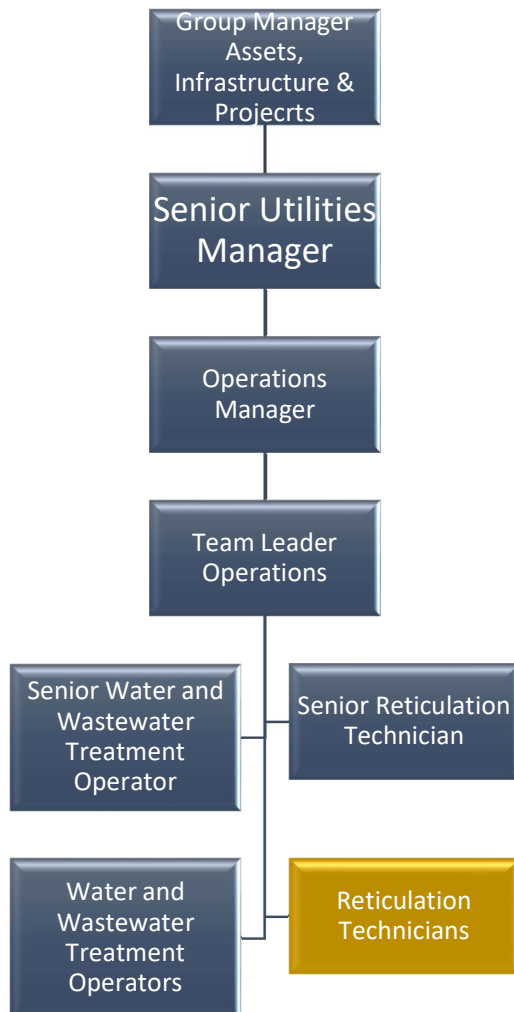 Group Manager
Assets,
Infrastructure &
Projecrts
Senior Utilities
Manager
Operations
Manager
Team Leader
Operations
Senior Water and
Wastewater
Treatment
Operator
Senior Reticulation
Technician
Water and
Wastewater
Treatment
Operators
Reticulation
Technicians